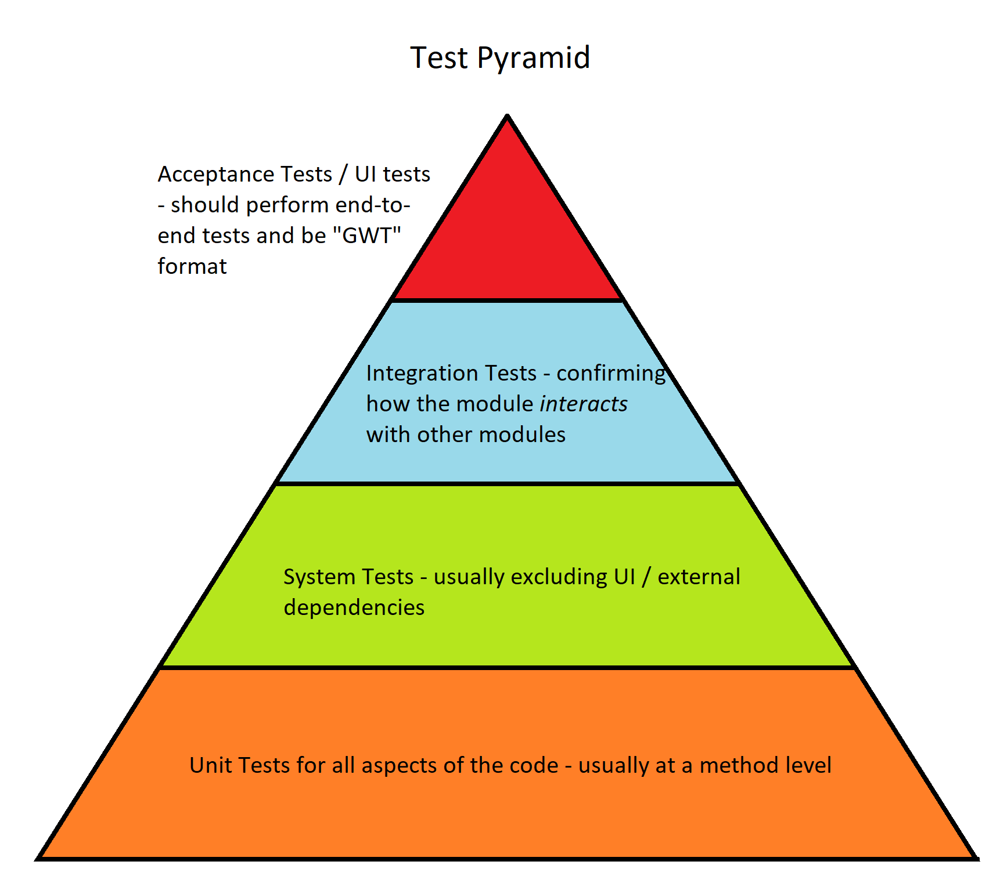 Test Pyramid
Acceptance Tests / UI tests
- should perform end-to-
end tests and be "GWT"
format
Integration Tests - confirming
how the module interacts
with other modules
System Tests - usually excluding UI / external
dependencies
Unit Tests for all aspects of the code - usually at a method level